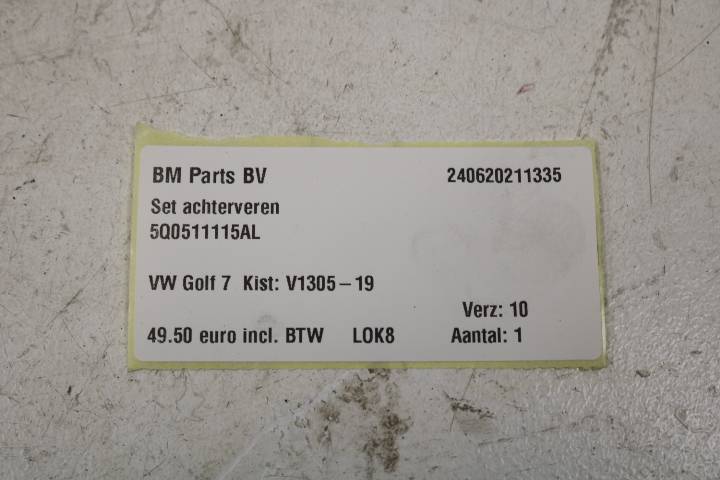 BM Parts BV 240620211335
Set achterveren
5Q0511115AL
VW Golf 7 Kist: V1305-19
Verz: 10
49.50 euro incl. BTW LOK8 Aantal: 1